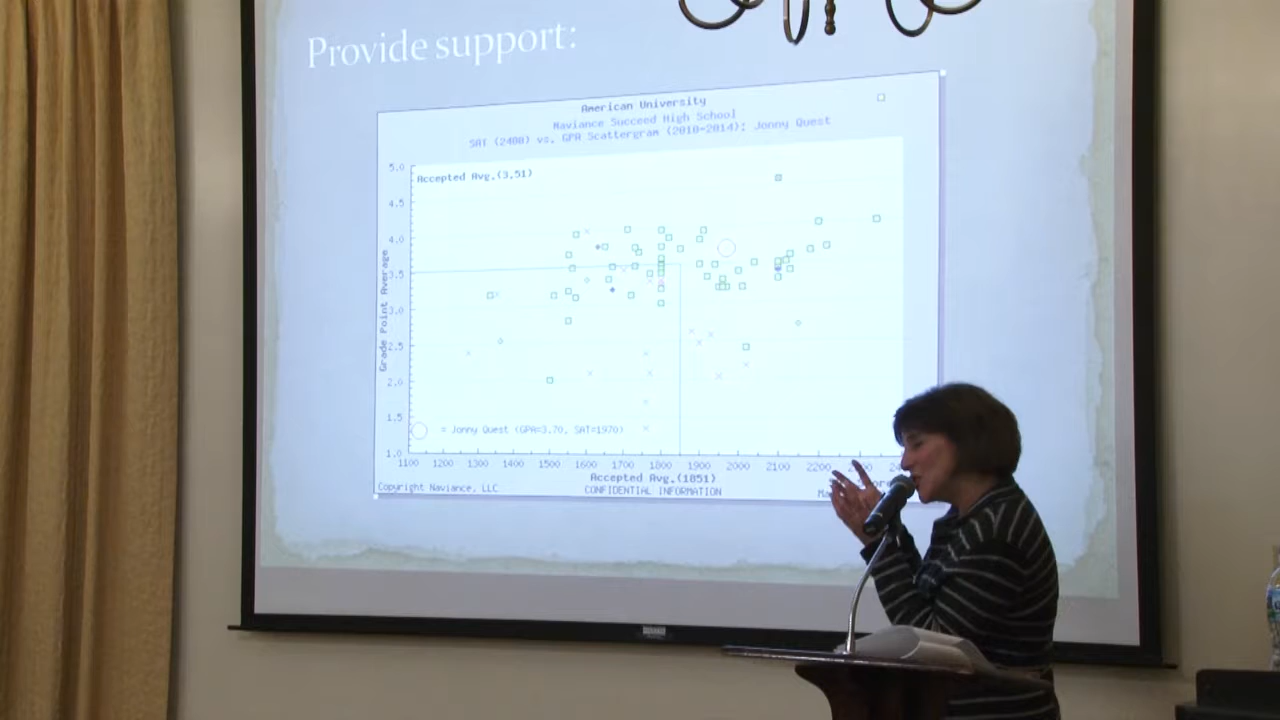 Provide support:
American University
Naviance Succeed High School
SAT (2400) vs. GPA Scattergram (2010-2014): Jonny Quest
Accepted Avg.(3.51)
5.0
4.5
4.0
3.5
3.0
2.5
2.0
1.5
1.0
Grade Point Average
= Jonny Quest (GPA=3.70, SAT=1970)
1100 1200 1300 1400 1500 1600 1700 1800 1900 2000 2100 2200
Accepted Avg.(1851)
Copyright Naviance, LLC CONFIDENTIAL INFORMATION